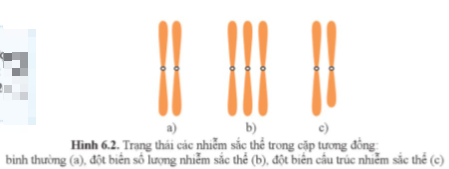 a) b) c)
Hình 6.2. Trạng thái các nhiễm sắc thể trong cặp tương đồng:
bình thường (a), đột biến số lượng nhiễm sắc thể (b), đột biến cấu trúc nhiễm sắc thể (c)